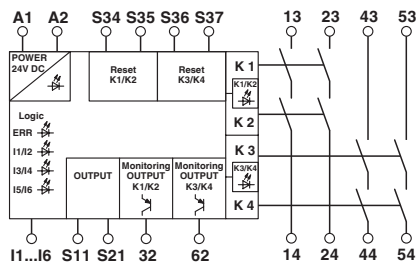 A1 A2 S34 S35 S36 S37 13 23 43 53
POWER
24V DC
Reset
K1/K2
Reset
K3/K4
K 1
K1/K2
K 2
Logic
ERR
I1/I2
I3/I4
I5/I6
OUTPUT
Monitoring
OUTPUT
K1/K2
Monitoring
OUTPUT
K3/K4
K 3
K3/K4
K 4
I1...I6 S11 S21 32 62 14 24 44 54